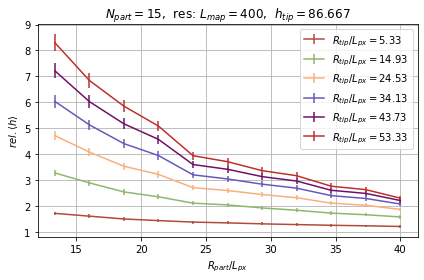 N_part = 15, res: L_map = 400, h_tip = 86.667
rel. ⟨h⟩
9
8
7
6
5
4
3
2
1
R_tip/L_px = 5.33
R_tip/L_px = 14.93
R_tip/L_px = 24.53
R_tip/L_px = 34.13
R_tip/L_px = 43.73
R_tip/L_px = 53.33
15 20 25 30 35 40
R_part/L_px